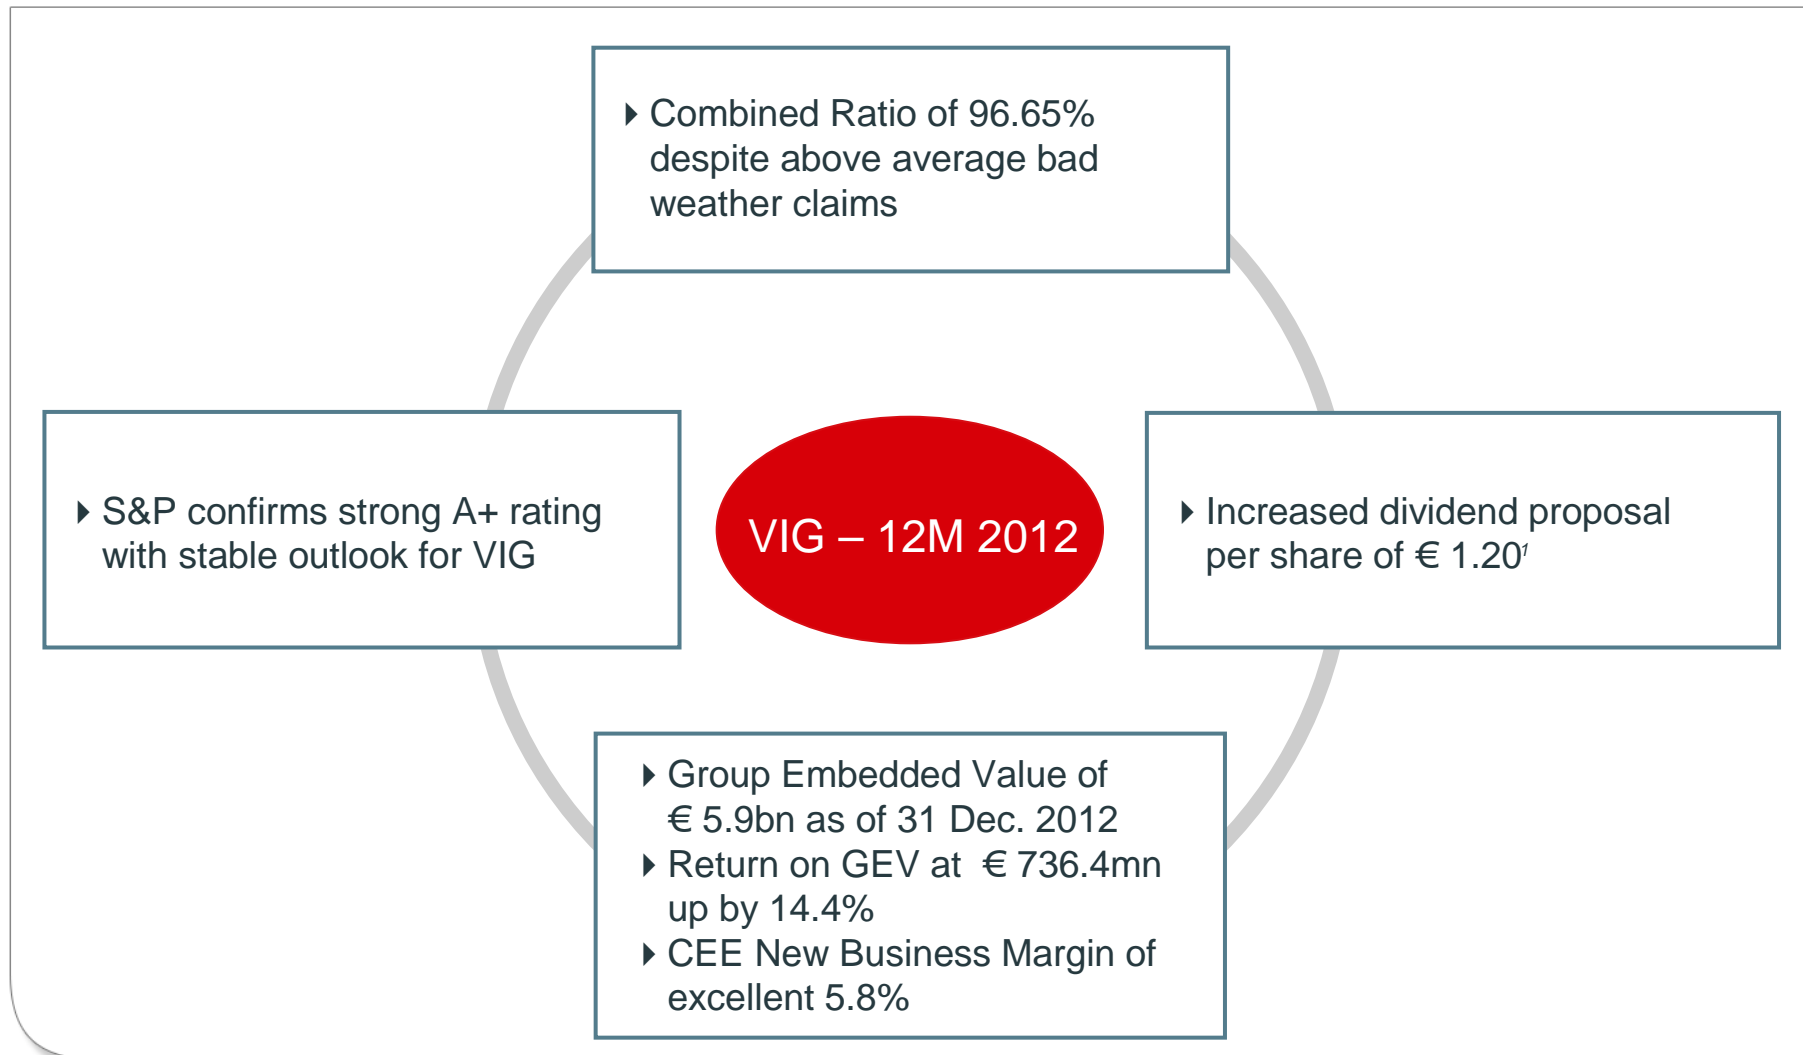 Combined Ratio of 96.65%
despite above average bad
weather claims
S&P confirms strong A+ rating
with stable outlook for VIG
VIG – 12M 2012
Increased dividend proposal
per share of € 1.20¹
Group Embedded Value of
€ 5.9bn as of 31 Dec. 2012
Return on GEV at € 736.4mn
up by 14.4%
CEE New Business Margin of
excellent 5.8%